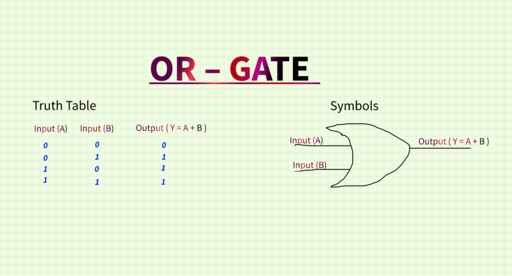 OR – GATE
Truth Table
Input (A) Input (B) Output ( Y = A + B )
0 0 0
0 1 1
1 0 1
1 1 1
Symbols
Input (A)
Output ( Y = A + B )
Input (B)